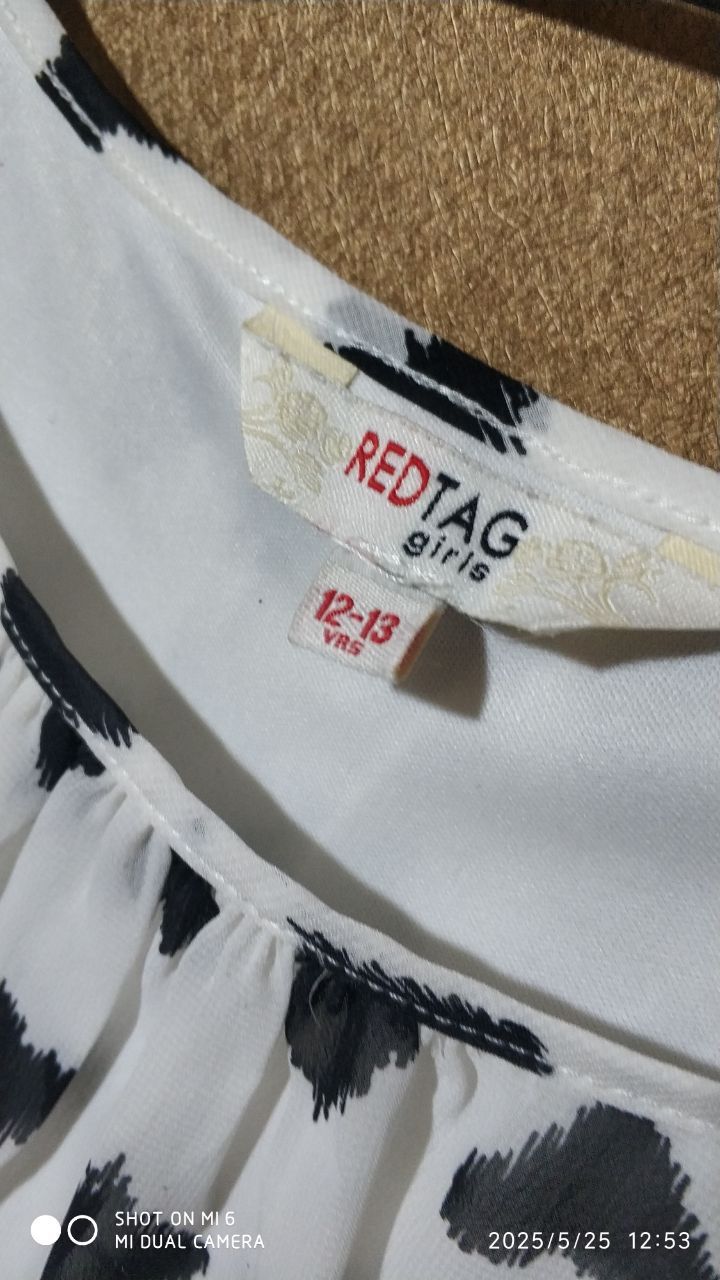 REDTAG
girls
12-13
YRS
SHOT ON MI 6
MI DUAL CAMERA
2025/5/25 12:53